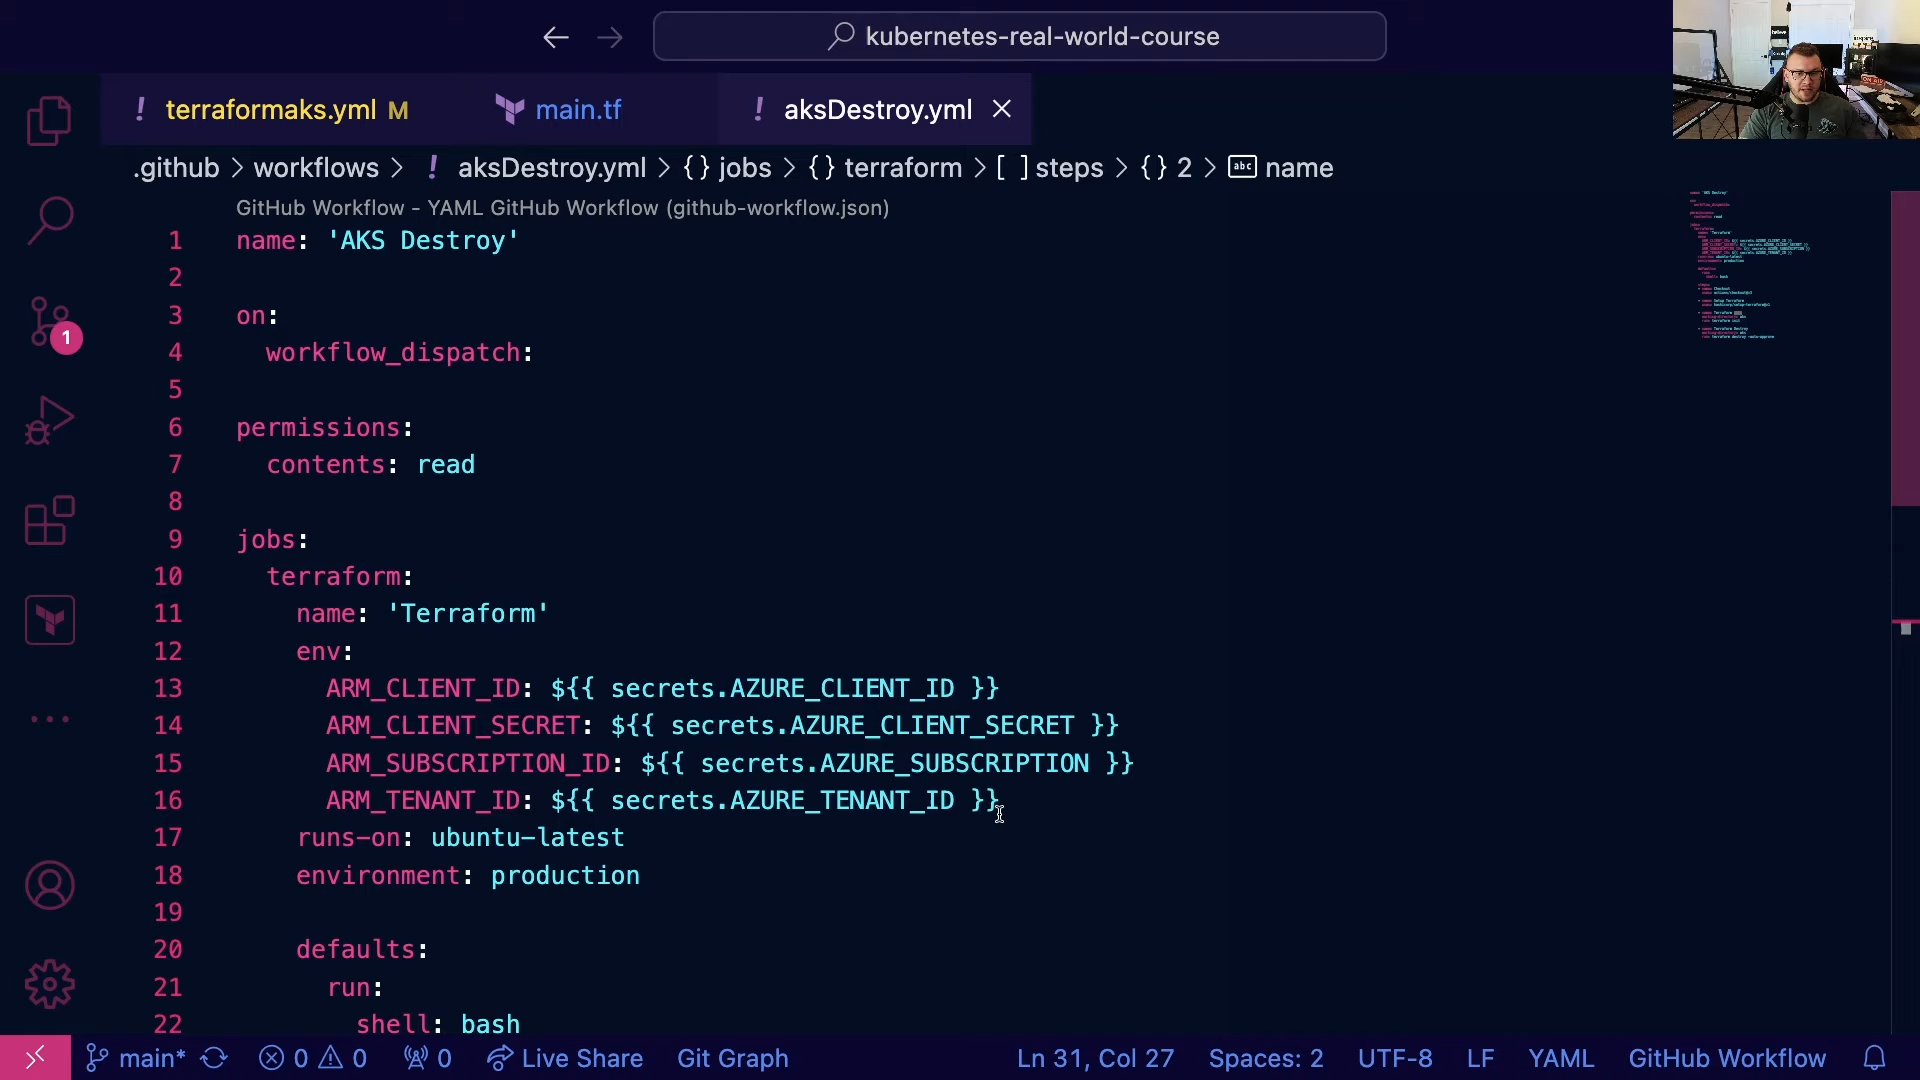 kubernetes-real-world-course
! terraformaks.yml M
main.tf
! aksDestroy.yml
.github > workflows > ! aksDestroy.yml > {} jobs > {} terraform > [ ] steps > {} 2 > abc name
GitHub Workflow - YAML GitHub Workflow (github-workflow.json)
1 name: 'AKS Destroy'
2
3 on:
4 workflow_dispatch:
5
6 permissions:
7 contents: read
8
9 jobs:
10 terraform:
11 name: 'Terraform'
12 env:
13 ARM_CLIENT_ID: ${{ secrets.AZURE_CLIENT_ID }}
14 ARM_CLIENT_SECRET: ${{ secrets.AZURE_CLIENT_SECRET }}
15 ARM_SUBSCRIPTION_ID: ${{ secrets.AZURE_SUBSCRIPTION }}
16 ARM_TENANT_ID: ${{ secrets.AZURE_TENANT_ID }}
17 runs-on: ubuntu-latest
18 environment: production
19
20 defaults:
21 run:
22 shell: bash
1
main* 0 0 0 Live Share Git Graph Ln 31, Col 27 Spaces: 2 UTF-8 LF YAML GitHub Workflow